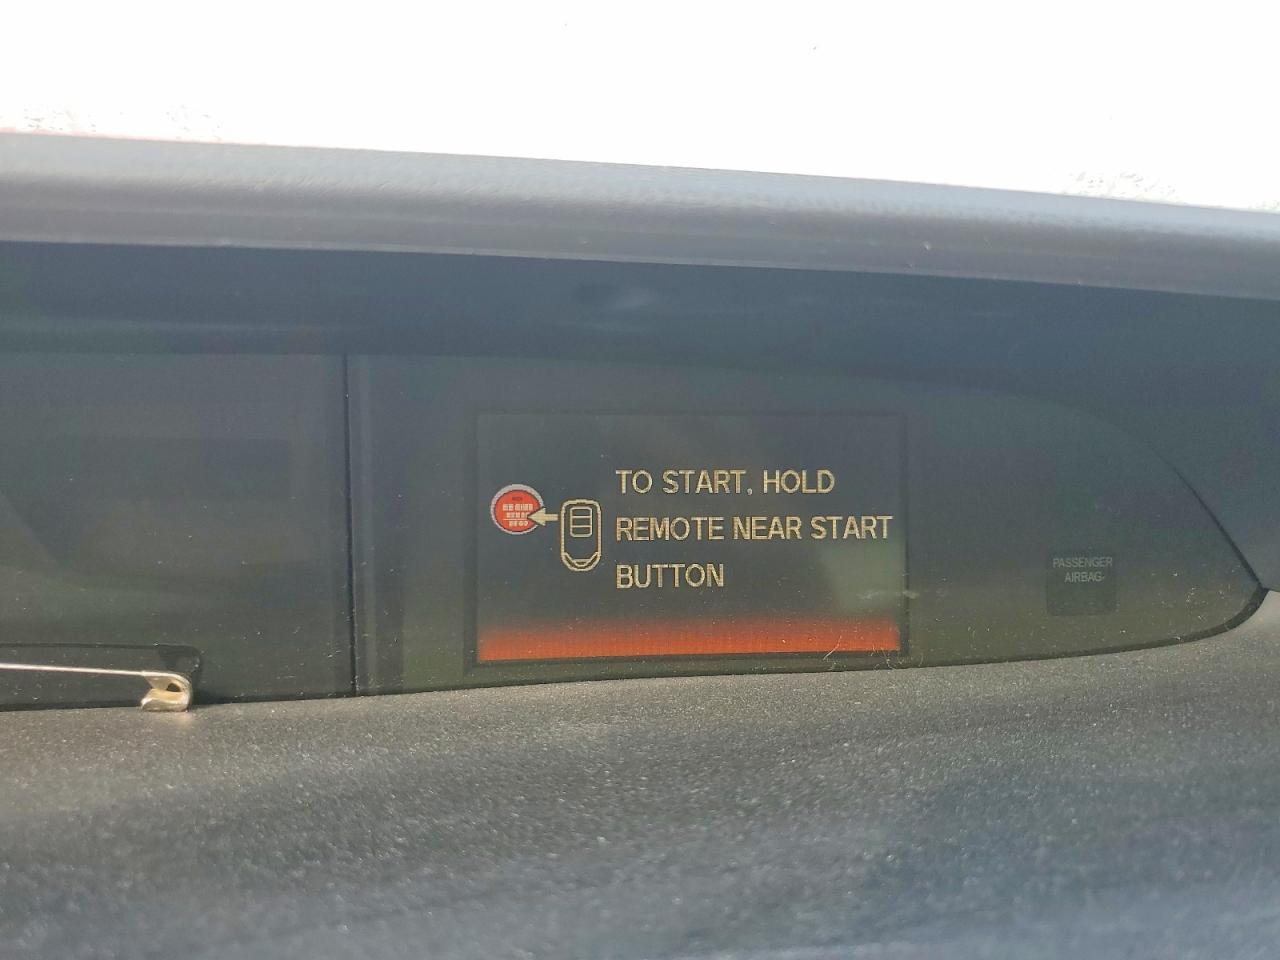 TO START, HOLD
REMOTE NEAR START
BUTTON
PASSENGER
AIRBAG